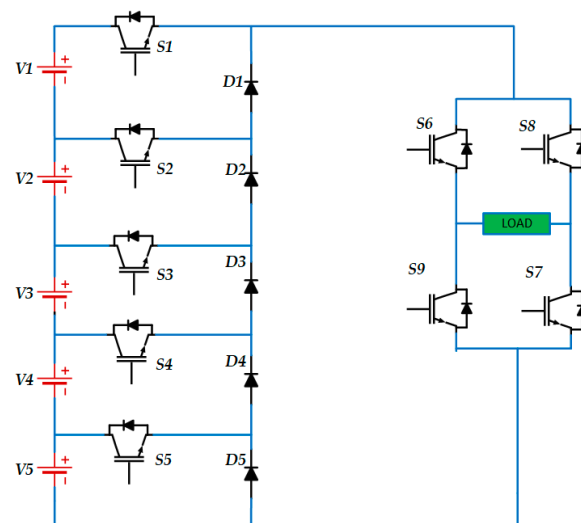 S1
V1
+
D1
S6
S8
S2
V2
+
D2
LOAD
S3
D3
V3
+
S9
S7
S4
D4
V4
+
S5
D5
V5
+